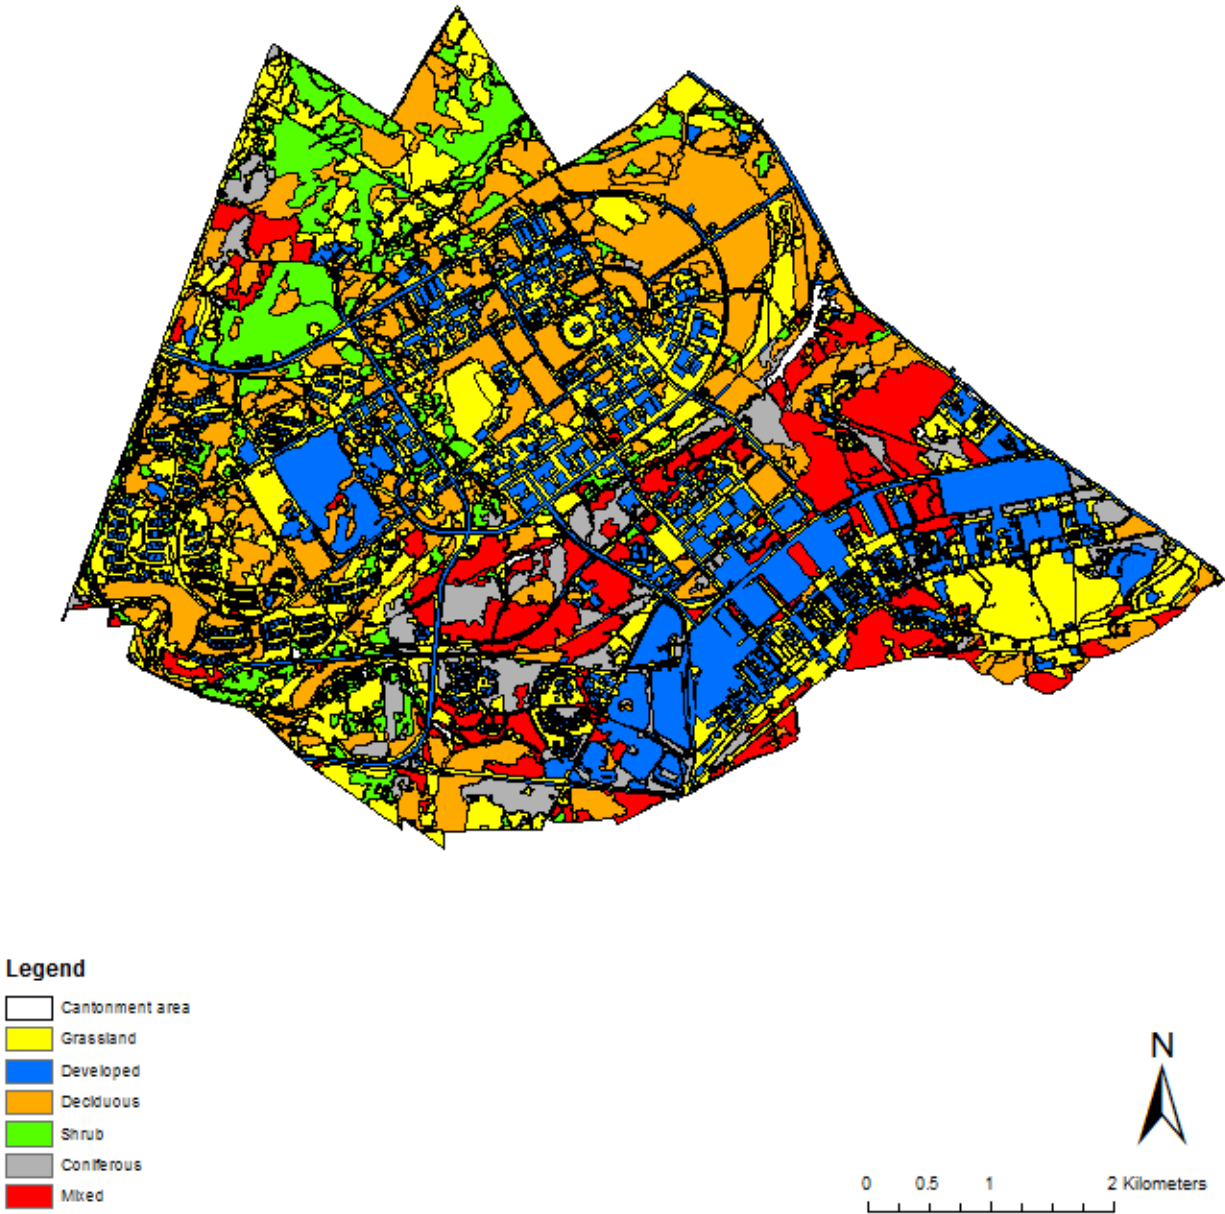 Legend
Cantonment area
Grassland
Developed
Deciduous
Shrub
Coniferous
Mixed
N
0 0.5 1 2 Kilometers